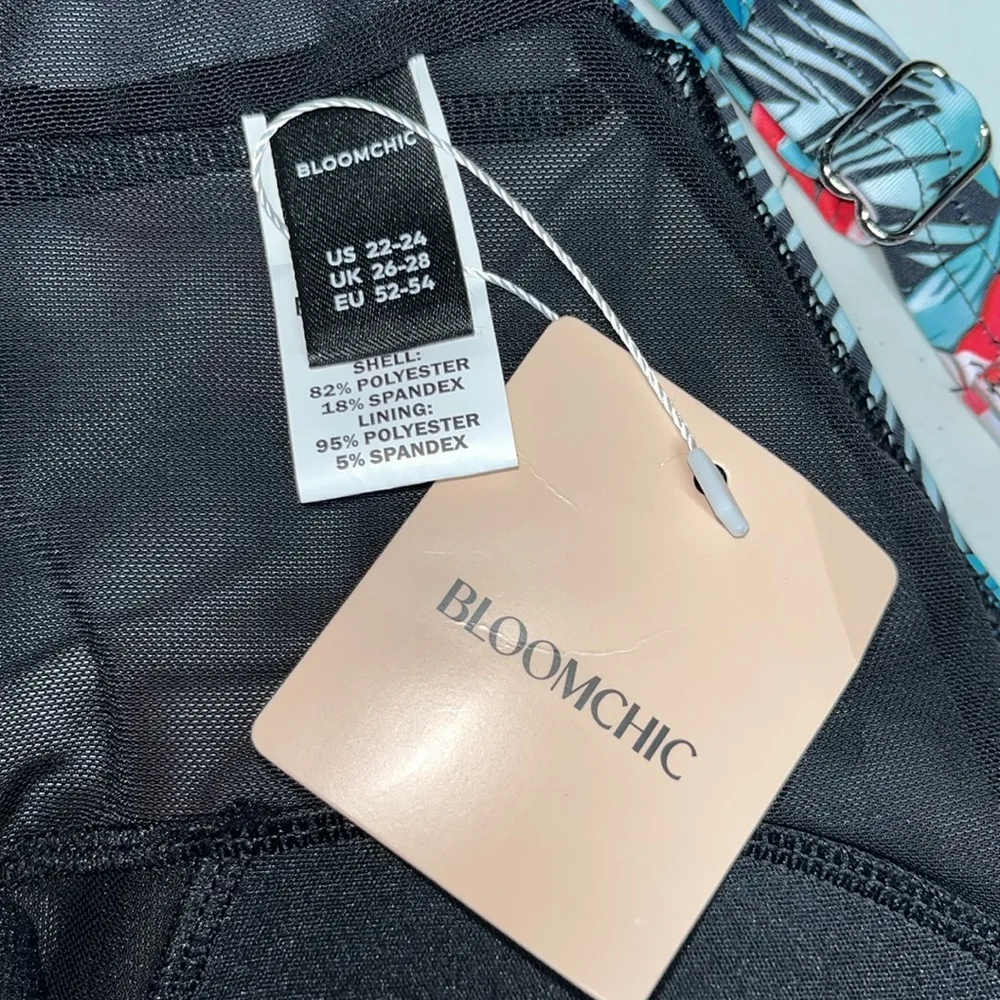 BLOOMCHIC
US 22-24
UK 26-28
EU 52-54
SHELL:
82% POLYESTER
18% SPANDEX
LINING:
95% POLYESTER
5% SPANDEX
BLOOMCHIC